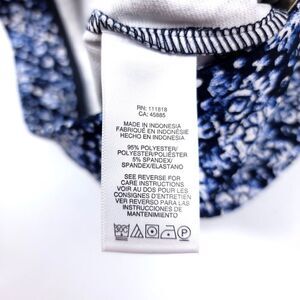 RN: 111818
CA: 45885
MADE IN INDONESIA
FABRIQUÉ EN INDONÉSIE
HECHO EN INDONESIA
95% POLYESTER/
POLYESTER/POLIÉSTER
5% SPANDEX/
SPANDEX/ELASTANO
SEE REVERSE FOR
CARE INSTRUCTIONS
VOIR AU DOS POUR LES
CONSIGNES D'ENTRETIEN
VER REVERSO PARA LAS
INSTRUCCIONES DE
MANTENIMIENTO
P